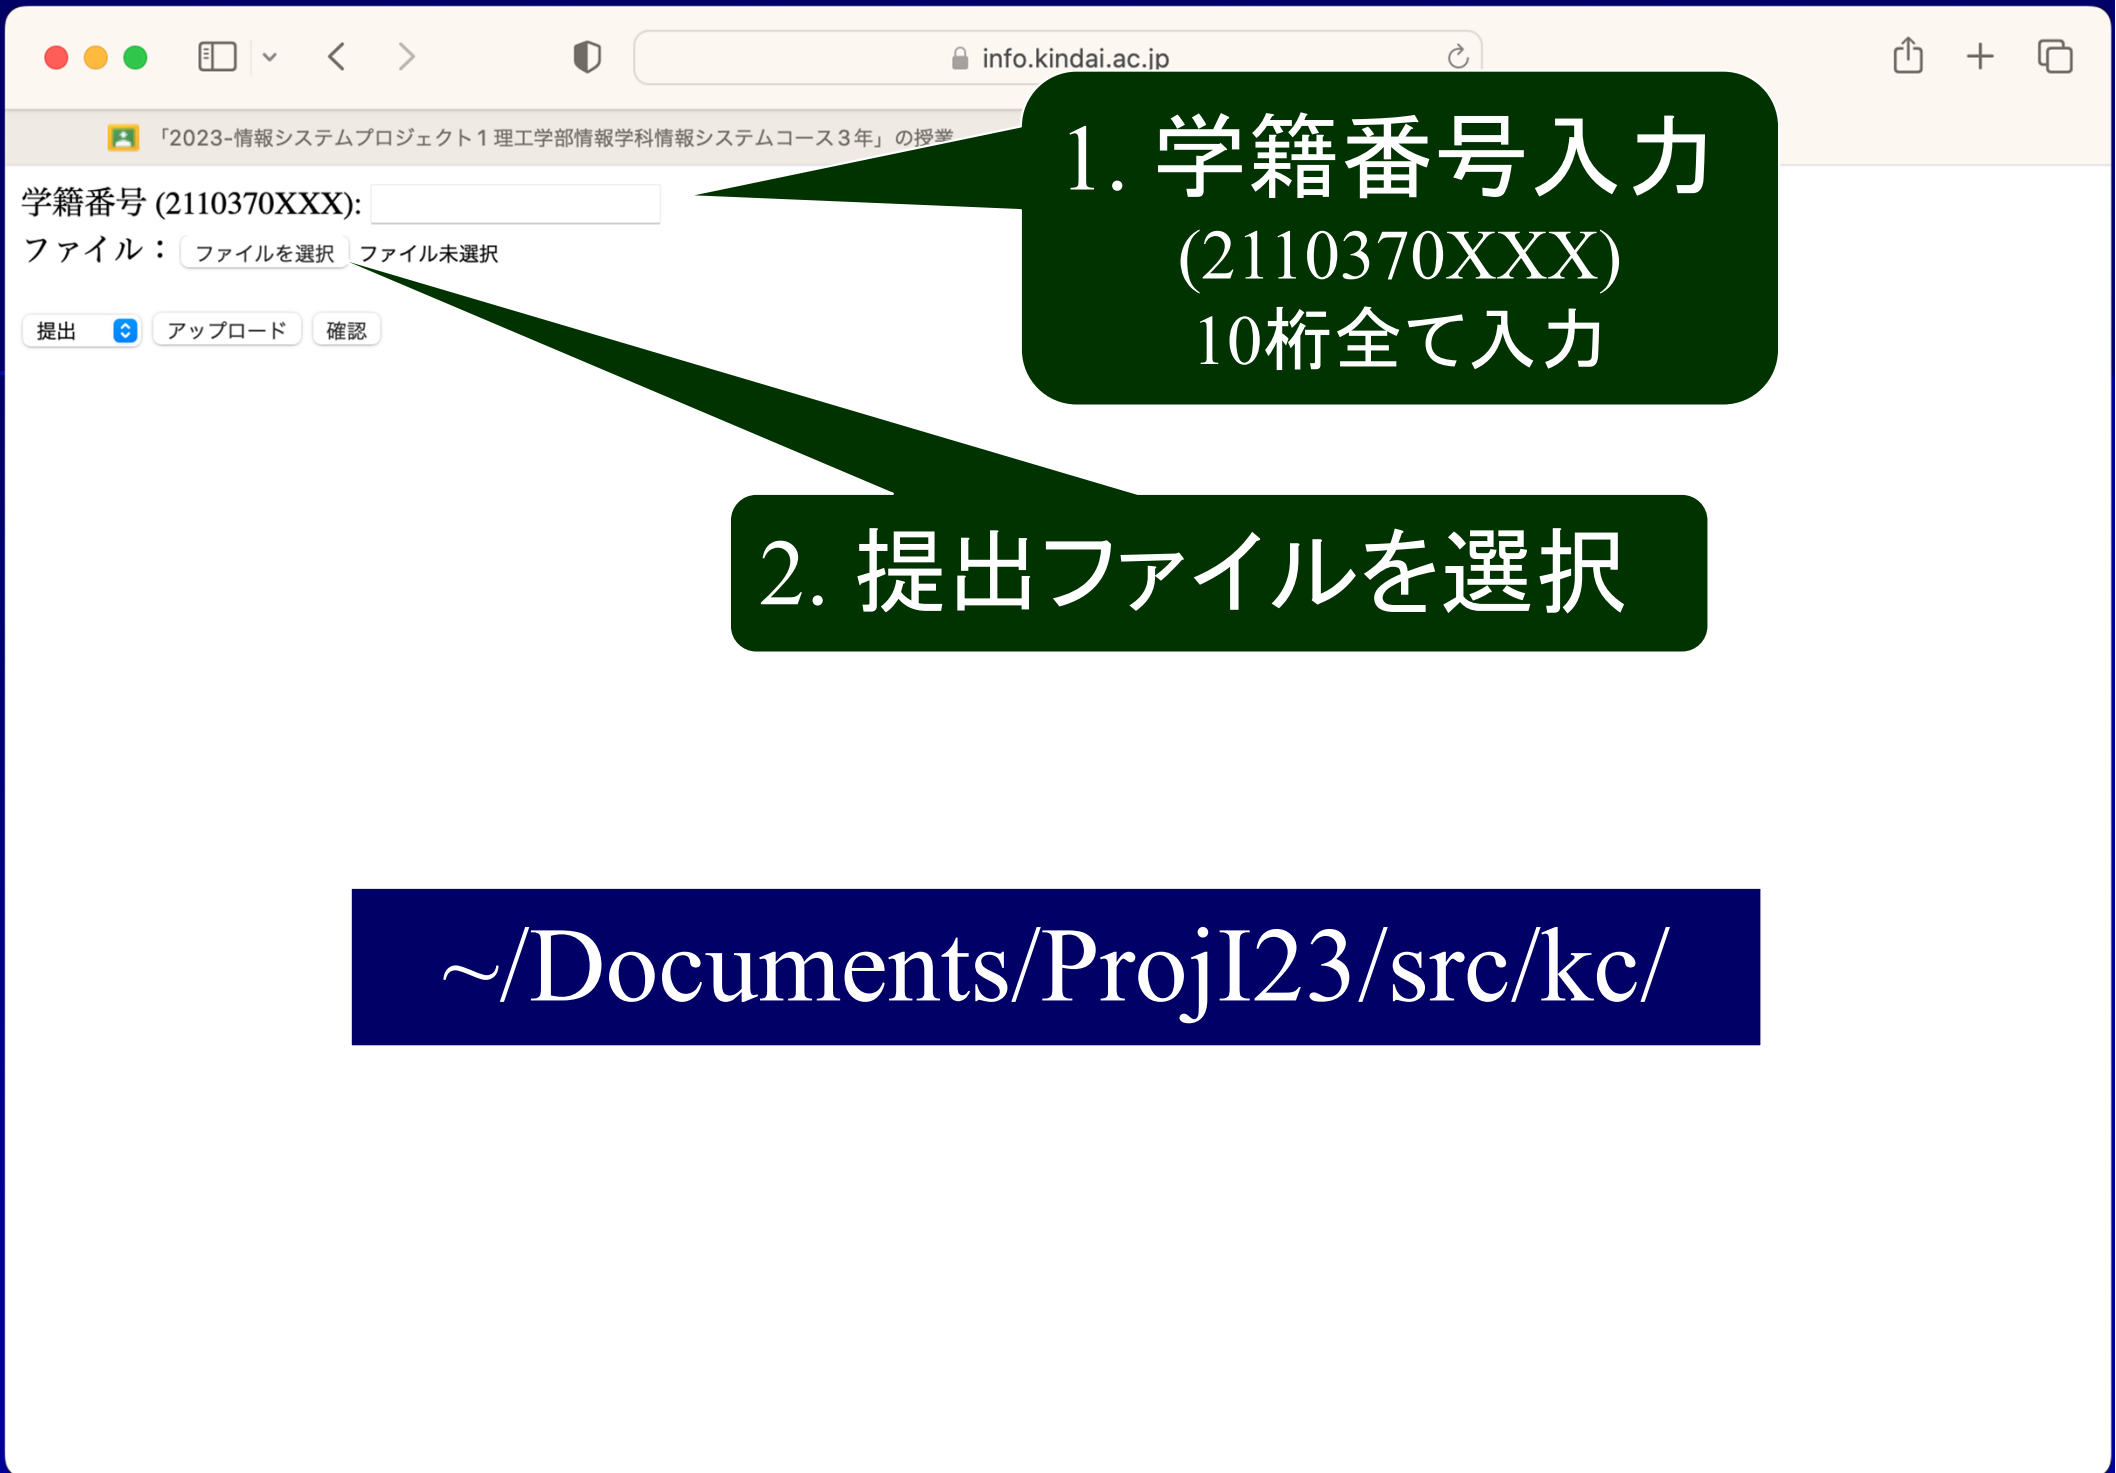 info.kindai.ac.jp
「2023-情報システムプロジェクト1 理工学部情報学科情報システムコース3年」の授業
学籍番号 (2110370XXX):
ファイル： ファイルを選択 ファイル未選択
提出 アップロード 確認
1. 学籍番号入力
(2110370XXX)
10桁全て入力
2. 提出ファイルを選択
~/Documents/ProjI23/src/kc/